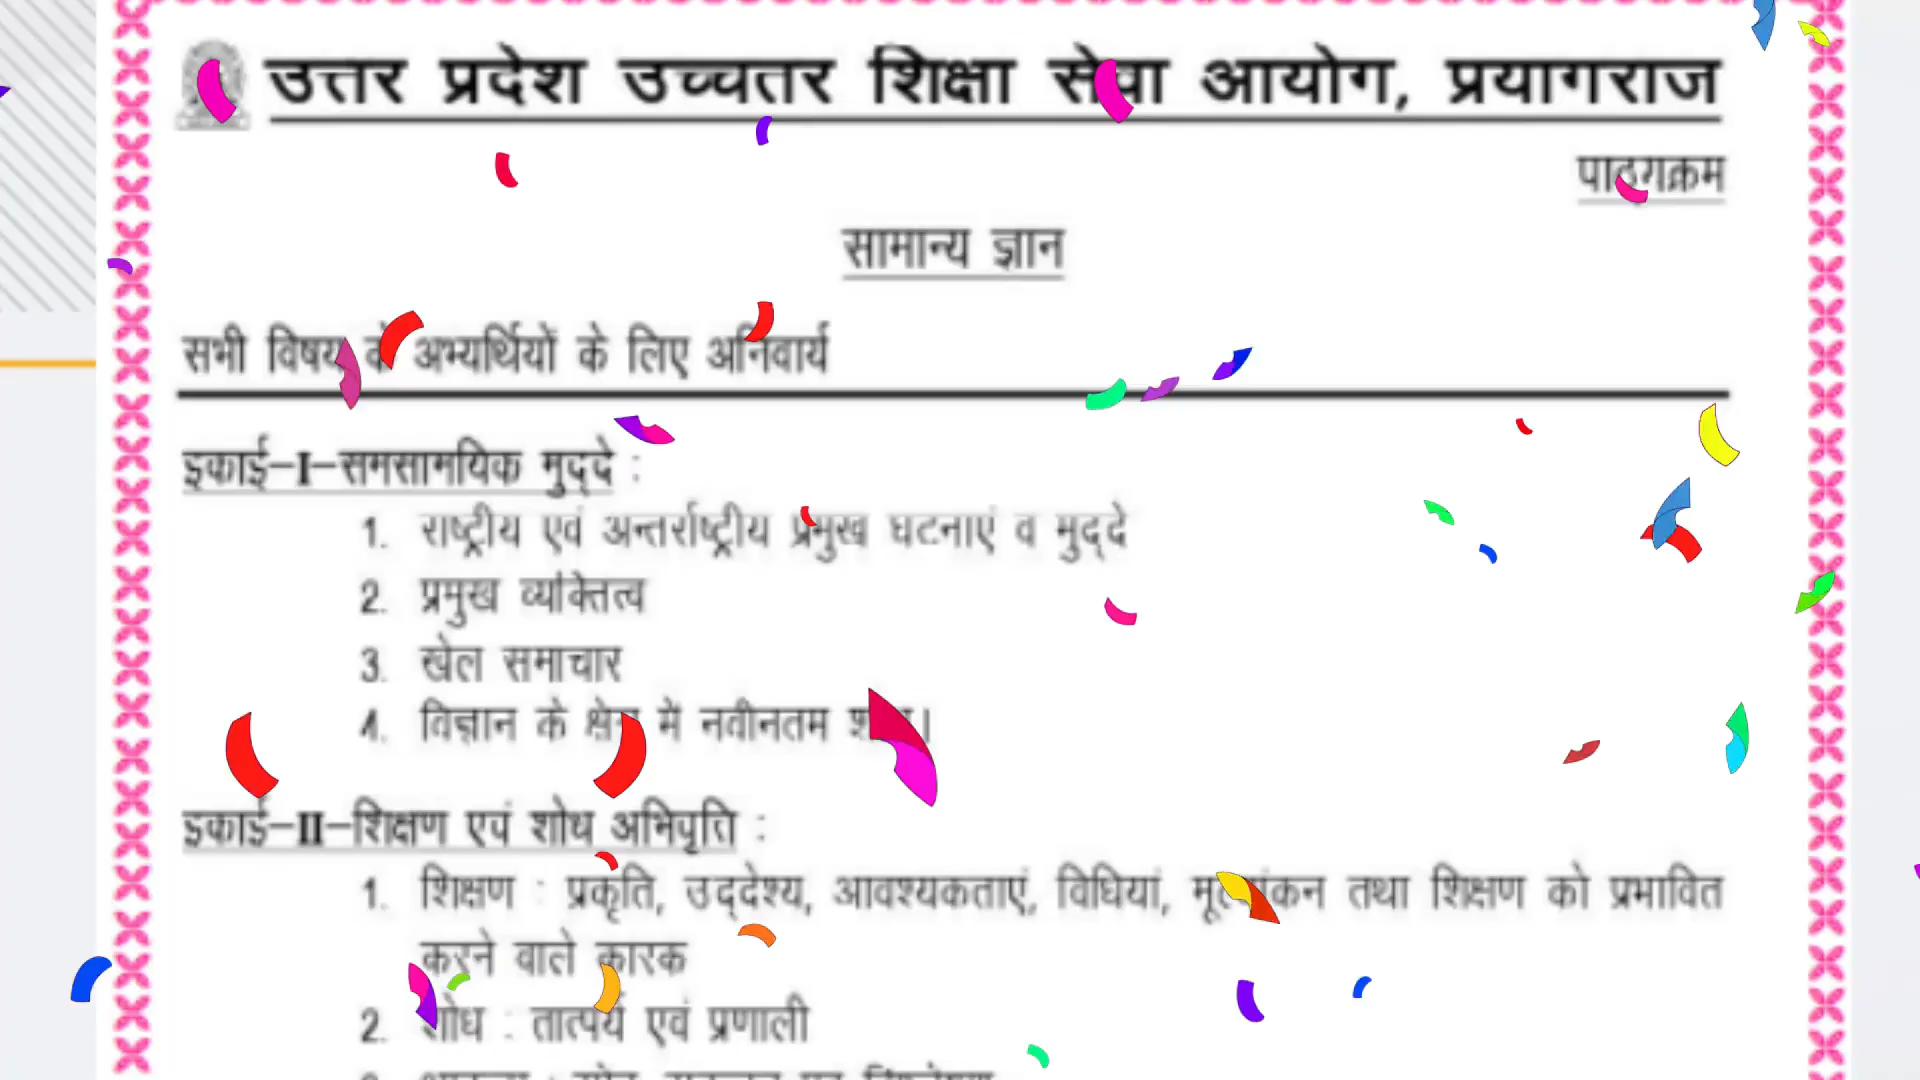 उत्तर प्रदेश उच्चतर शिक्षा सेवा आयोग, प्रयागराज
पाठ्यक्रम
सामान्य ज्ञान
सभी विषय के अभ्यर्थियों के लिए अनिवार्य
इकाई-I-समसामयिक मुद्दे :
1. राष्ट्रीय एवं अन्तर्राष्ट्रीय प्रमुख घटनाएं व मुद्दे
2. प्रमुख व्यक्तित्व
3. खेल समाचार
4. विज्ञान के क्षेत्र में नवीनतम
इकाई-II-शिक्षण एवं शोध अभिवृत्ति :
1. शिक्षण : प्रकृति, उद्देश्य, आवश्यकताएं, विधियां, मूल्यांकन तथा शिक्षण को प्रभावित
करने वाले कारक
2. शोध : तात्पर्य एवं प्रणाली